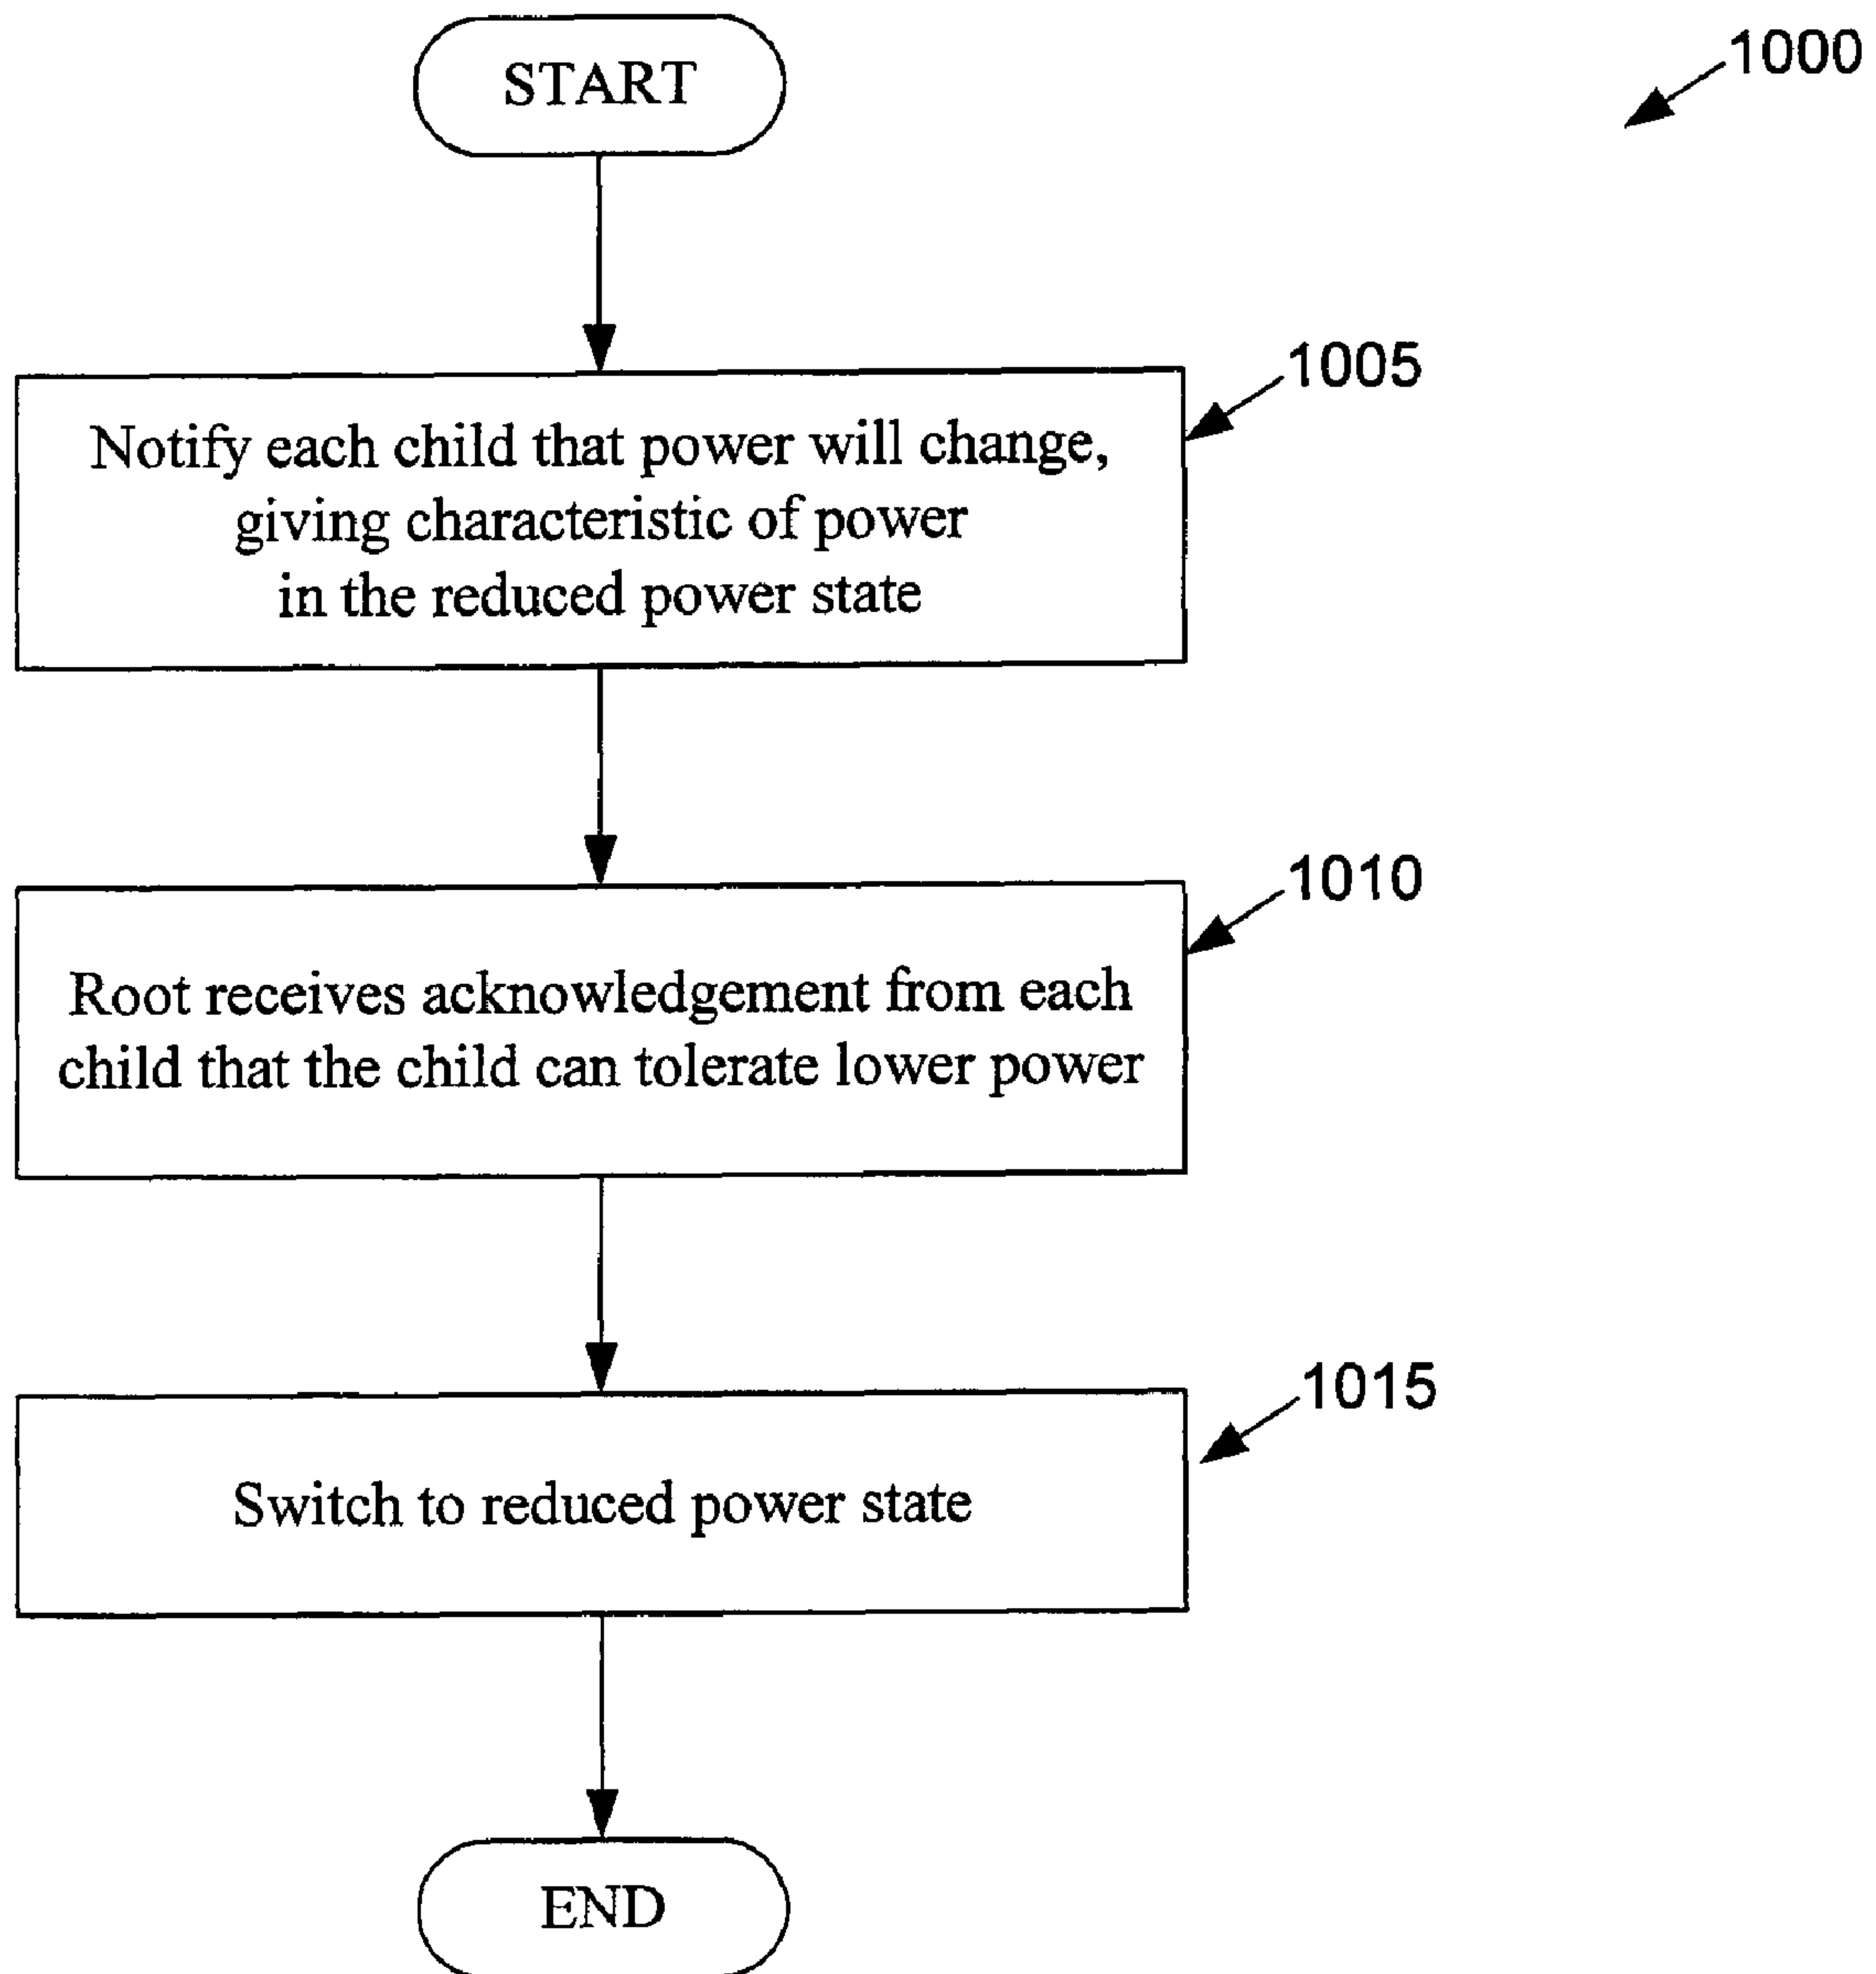 START
1000
1005
Notify each child that power will change,
giving characteristic of power
in the reduced power state
1010
Root receives acknowledgement from each
child that the child can tolerate lower power
1015
Switch to reduced power state
END